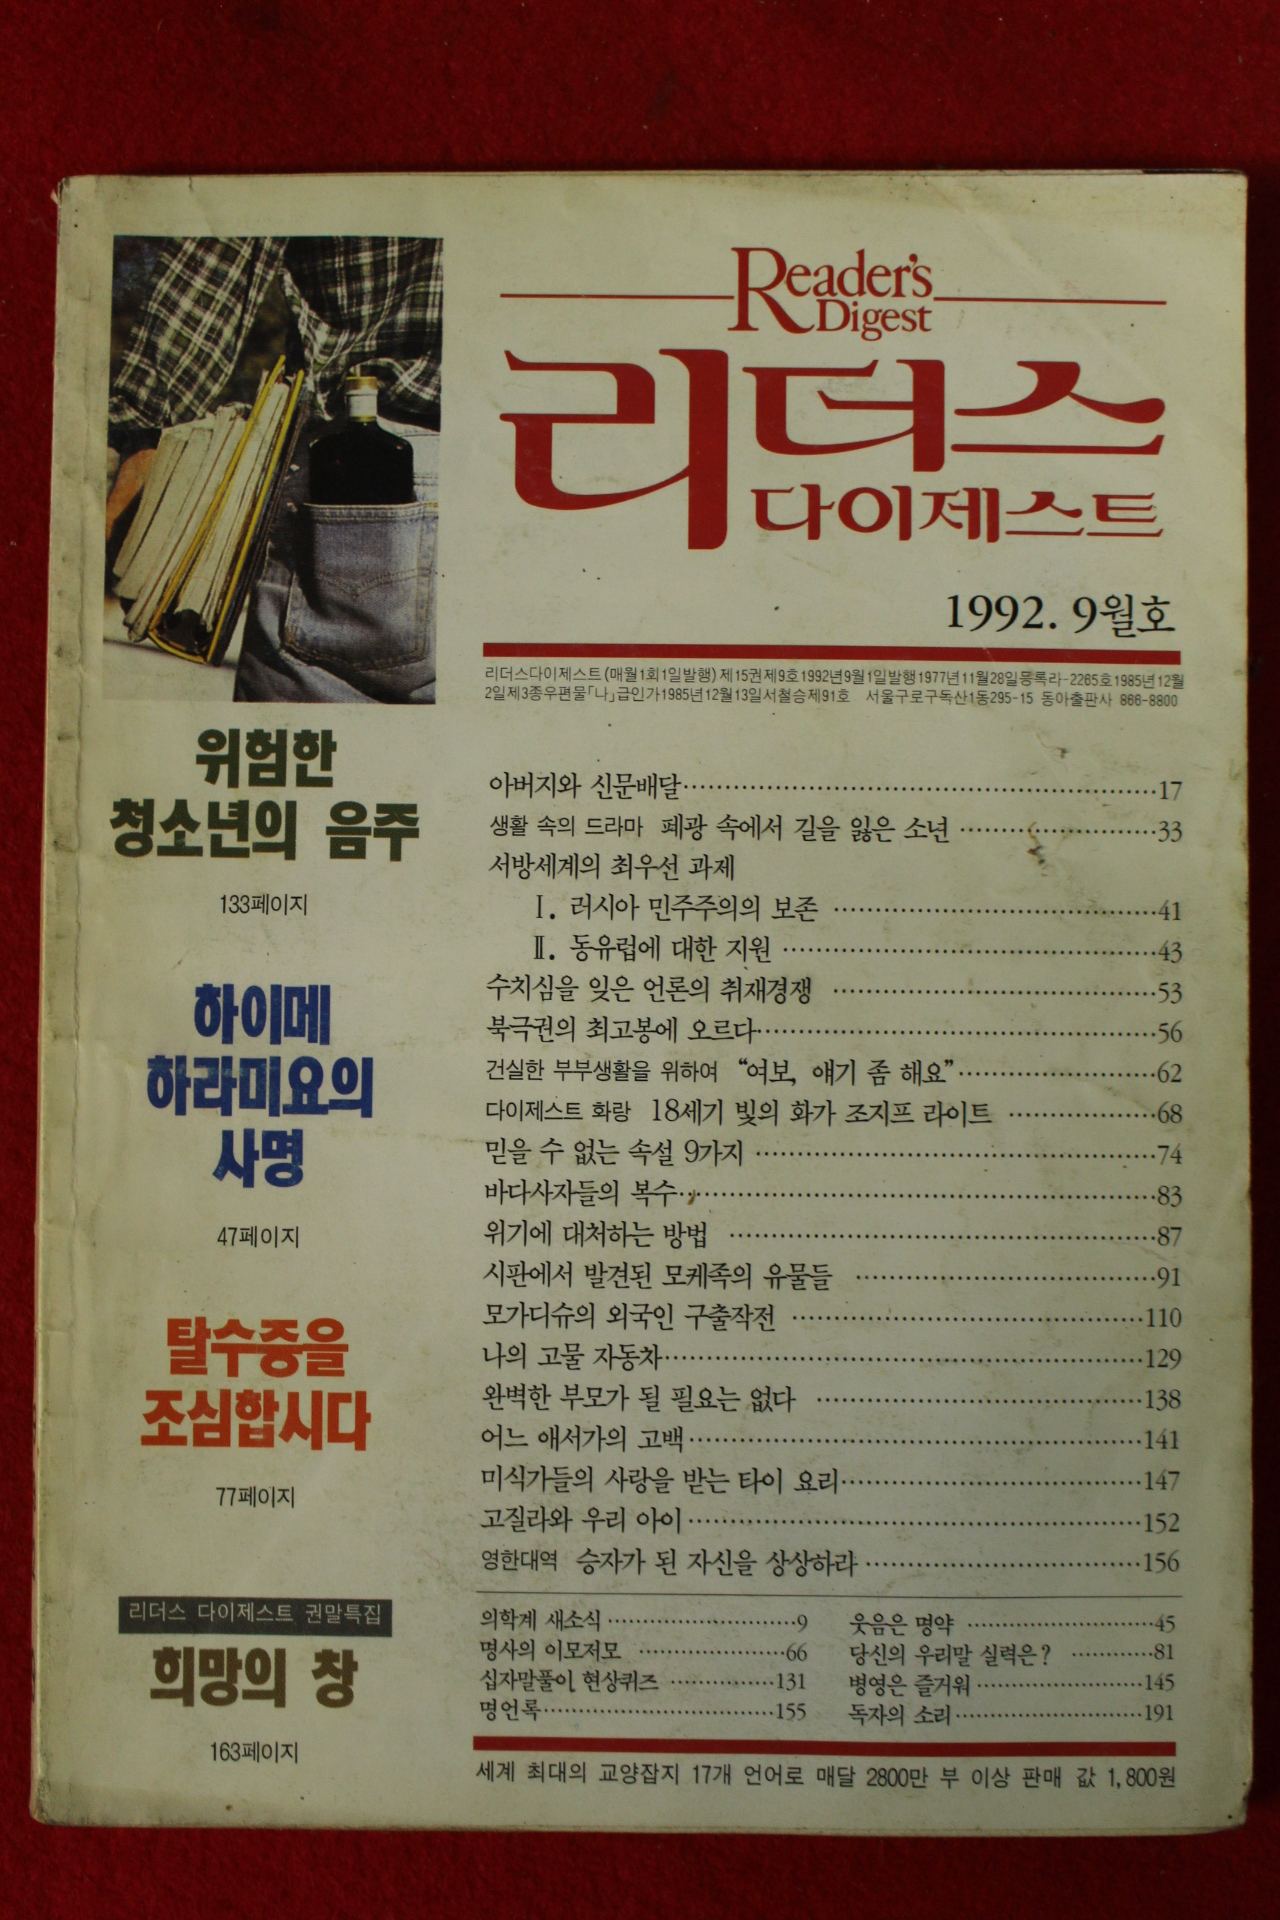 Reader's
Digest
리더스
다이제스트
1992. 9월호
리더스다이제스트(매월1회1일발행) 제15권제9호1992년9월1일발행1977년11월28일등록라-2265호1985년12월
2일제3종우편물「나」급인가1985년12월13일서철승제91호 서울구로구독산1동295-15 동아출판사 866-8800
위험한
청소년의 음주
133페이지
하이메
하라미요의
사명
47페이지
탈수증을
조심합시다
77페이지
리더스 다이제스트 권말특집
희망의 창
163페이지
아버지와 신문배달……17
생활 속의 드라마 폐광 속에서 길을 잃은 소년……33
서방세계의 최우선 과제
Ⅰ. 러시아 민주주의의 보존……41
Ⅱ. 동유럽에 대한 지원……43
수치심을 잊은 언론의 취재경쟁……53
북극권의 최고봉에 오르다……56
건실한 부부생활을 위하여 “여보, 얘기 좀 해요”……62
다이제스트 화랑 18세기 빛의 화가 조지프 라이트……68
믿을 수 없는 속설 9가지……74
바다사자들의 복수……83
위기에 대처하는 방법……87
시판에서 발견된 모케족의 유물들……91
모가디슈의 외국인 구출작전……110
나의 고물 자동차……129
완벽한 부모가 될 필요는 없다……138
어느 애서가의 고백……141
미식가들의 사랑을 받는 타이 요리……147
고질라와 우리 아이……152
영한대역 승자가 된 자신을 상상하라……156
의학계 새소식……9
명사의 이모저모……66
십자말풀이 현상퀴즈……131
명언록……155
웃음은 명약……45
당신의 우리말 실력은?……81
병영은 즐거워……145
독자의 소리……191
세계 최대의 교양잡지 17개 언어로 매달 2800만 부 이상 판매 값 1,800원